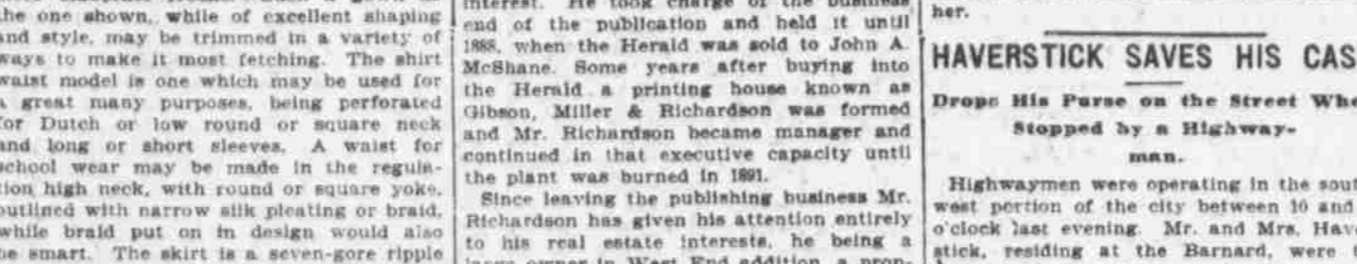 the one shown, while of excellent shaping
and style, may be trimmed in a variety of
ways to make it most fetching. The shirt
waist model is one which may be used for
a great many purposes, being perforated
for Dutch or low round or square neck
and long or short sleeves. A waist for
school wear may be made in the regula-
tion high neck, with round or square yoke,
outlined with narrow silk pleating or braid,
while braid put on in design would also
be smart. The skirt is a seven-gore ripple
interest. He took charge of the business
end of the publication and held it until
1888, when the Herald was sold to John A.
McShane. Some years after buying into
the Herald a printing house known as
Gibson, Miller & Richardson was formed
and Mr. Richardson became manager and
continued in that executive capacity until
the plant was burned in 1891.
Since leaving the publishing business Mr.
Richardson has given his attention entirely
to his real estate interests, he being a
large owner in West End addition, a prop-
her.
HAVERSTICK SAVES HIS CAS
Drops His Purse on the Street Whe
Stopped by a Highway-
man.
Highwaymen were operating in the sout
west portion of the city between 10 and
o'clock last evening. Mr. and Mrs. Have
stick, residing at the Barnard, were